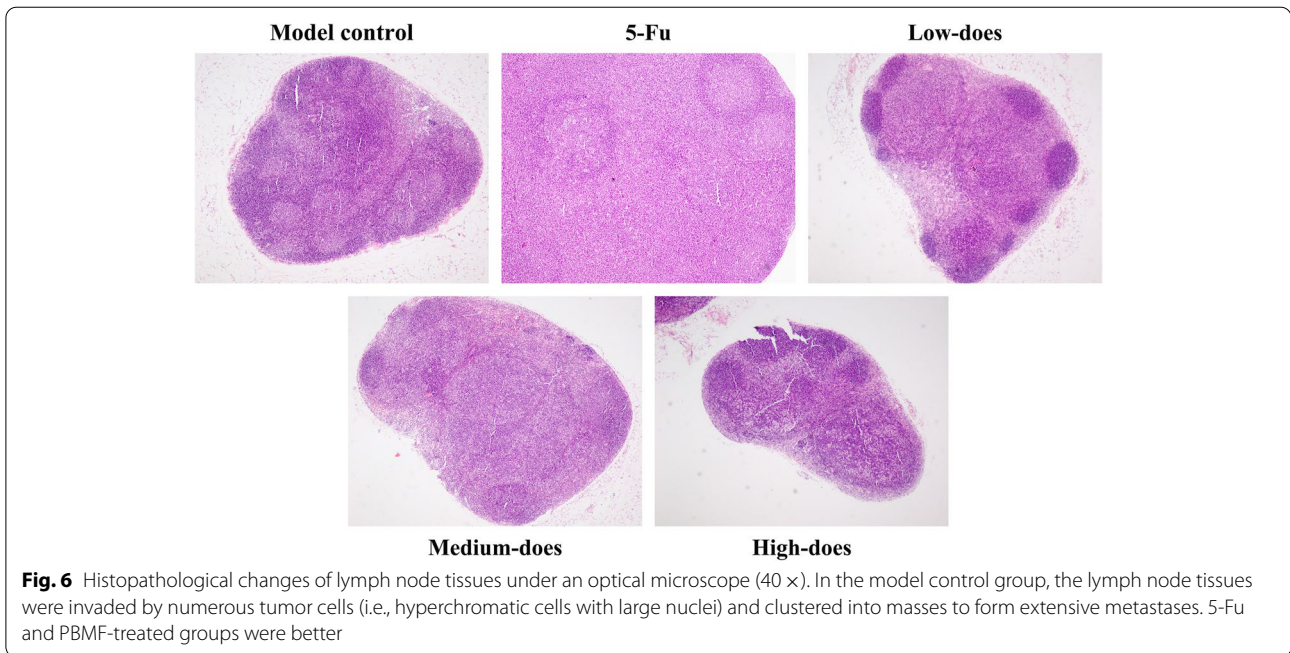 Model control
5-Fu
Low-does
Medium-does
High-does
Fig. 6 Histopathological changes of lymph node tissues under an optical microscope (40 ×). In the model control group, the lymph node tissues
were invaded by numerous tumor cells (i.e., hyperchromatic cells with large nuclei) and clustered into masses to form extensive metastases. 5-Fu
and PBMF-treated groups were better